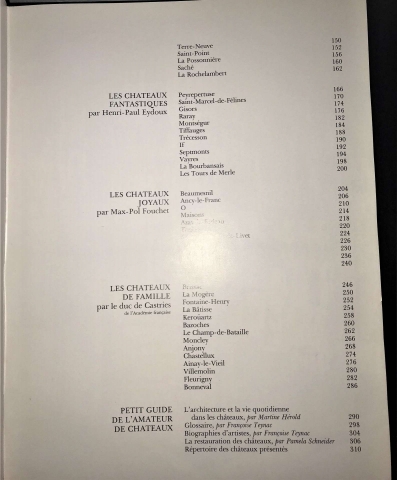 Terre-Neuve 150
Saint-Point 152
La Possonnière 156
Saché 160
La Rochelambert 162
LES CHATEAUX
FANTASTIQUES
par Henri-Paul Eydoux
Peyrepertuse 166
Saint-Marcel-de-Félines 170
Gisors 174
Raray 176
Montségur 182
Tiffauges 184
Trécesson 188
If 190
Septmonts 192
Vayres 194
La Bourbansais 198
Les Tours de Merle 200
LES CHATEAUX
JOYAUX
par Max-Pol Fouchet
Beaumesnil 204
Ancy-le-Franc 206
O 210
Maisons 214
218
220
224
226
230
236
240
LES CHATEAUX
DE FAMILLE
par le duc de Castries
de l'Académie française
246
La Mogère 250
Fontaine-Henry 252
La Bâtisse 254
Kerouartz 258
Baroches 260
Le Champ-de-Bataille 262
Moncley 266
Anjony 268
Chastellux 274
Ainay-le-Vieil 276
Villemolin 280
Fleurigny 282
Bonneval 286
PETIT GUIDE
DE L'AMATEUR
DE CHATEAUX
L'architecture et la vie quotidienne
dans les châteaux, par Martine Hérold 290
Glossaire, par Françoise Teynac 298
Biographies d'artistes, par Françoise Teynac 304
La restauration des châteaux, par Pamela Schneider 306
Répertoire des châteaux présentés 310